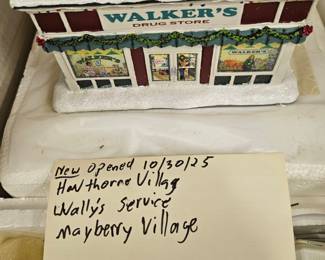 WALKER'S
DRUG STORE
WALKER'S
New Opened 10/30/25
Hawthorne Villag
Wally's Service
Mayberry Village